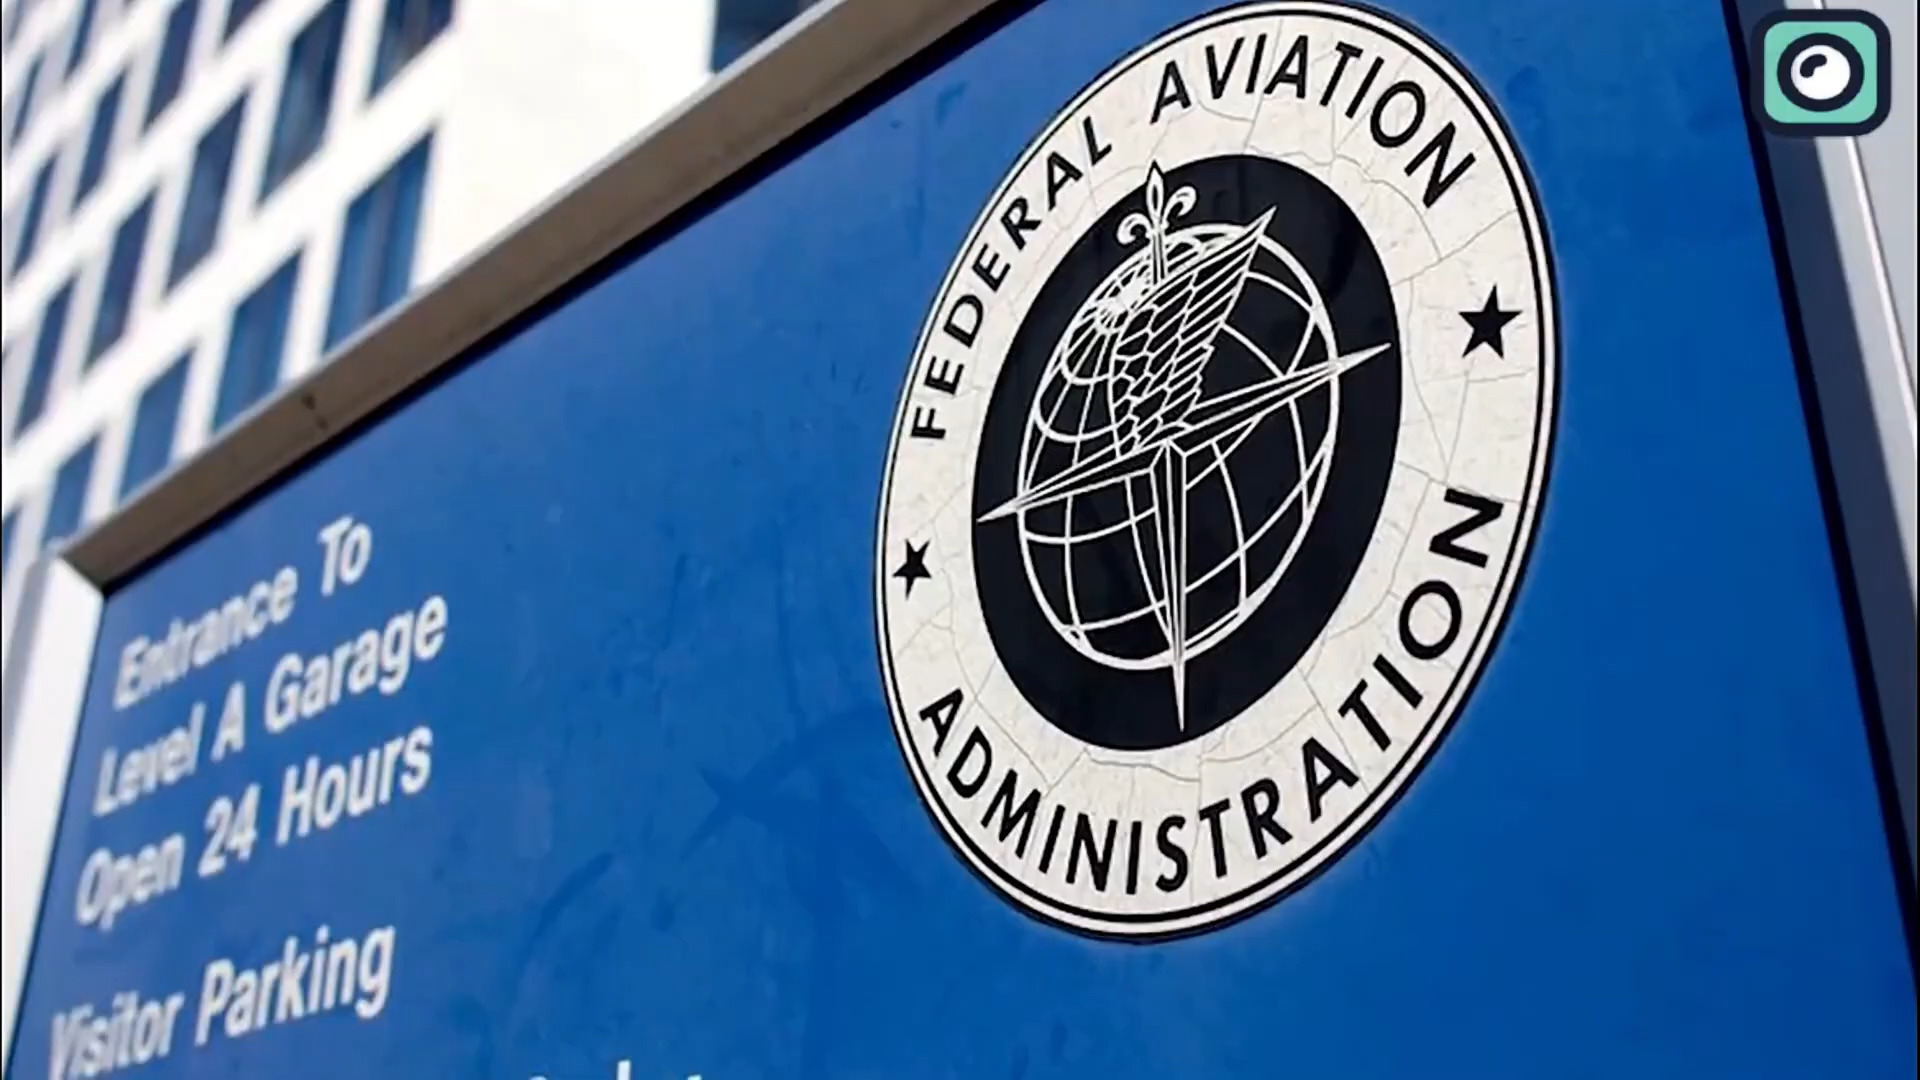 FEDERAL AVIATION
ADMINISTRATION
Entrance To
Level A Garage
Open 24 Hours
Visitor Parking